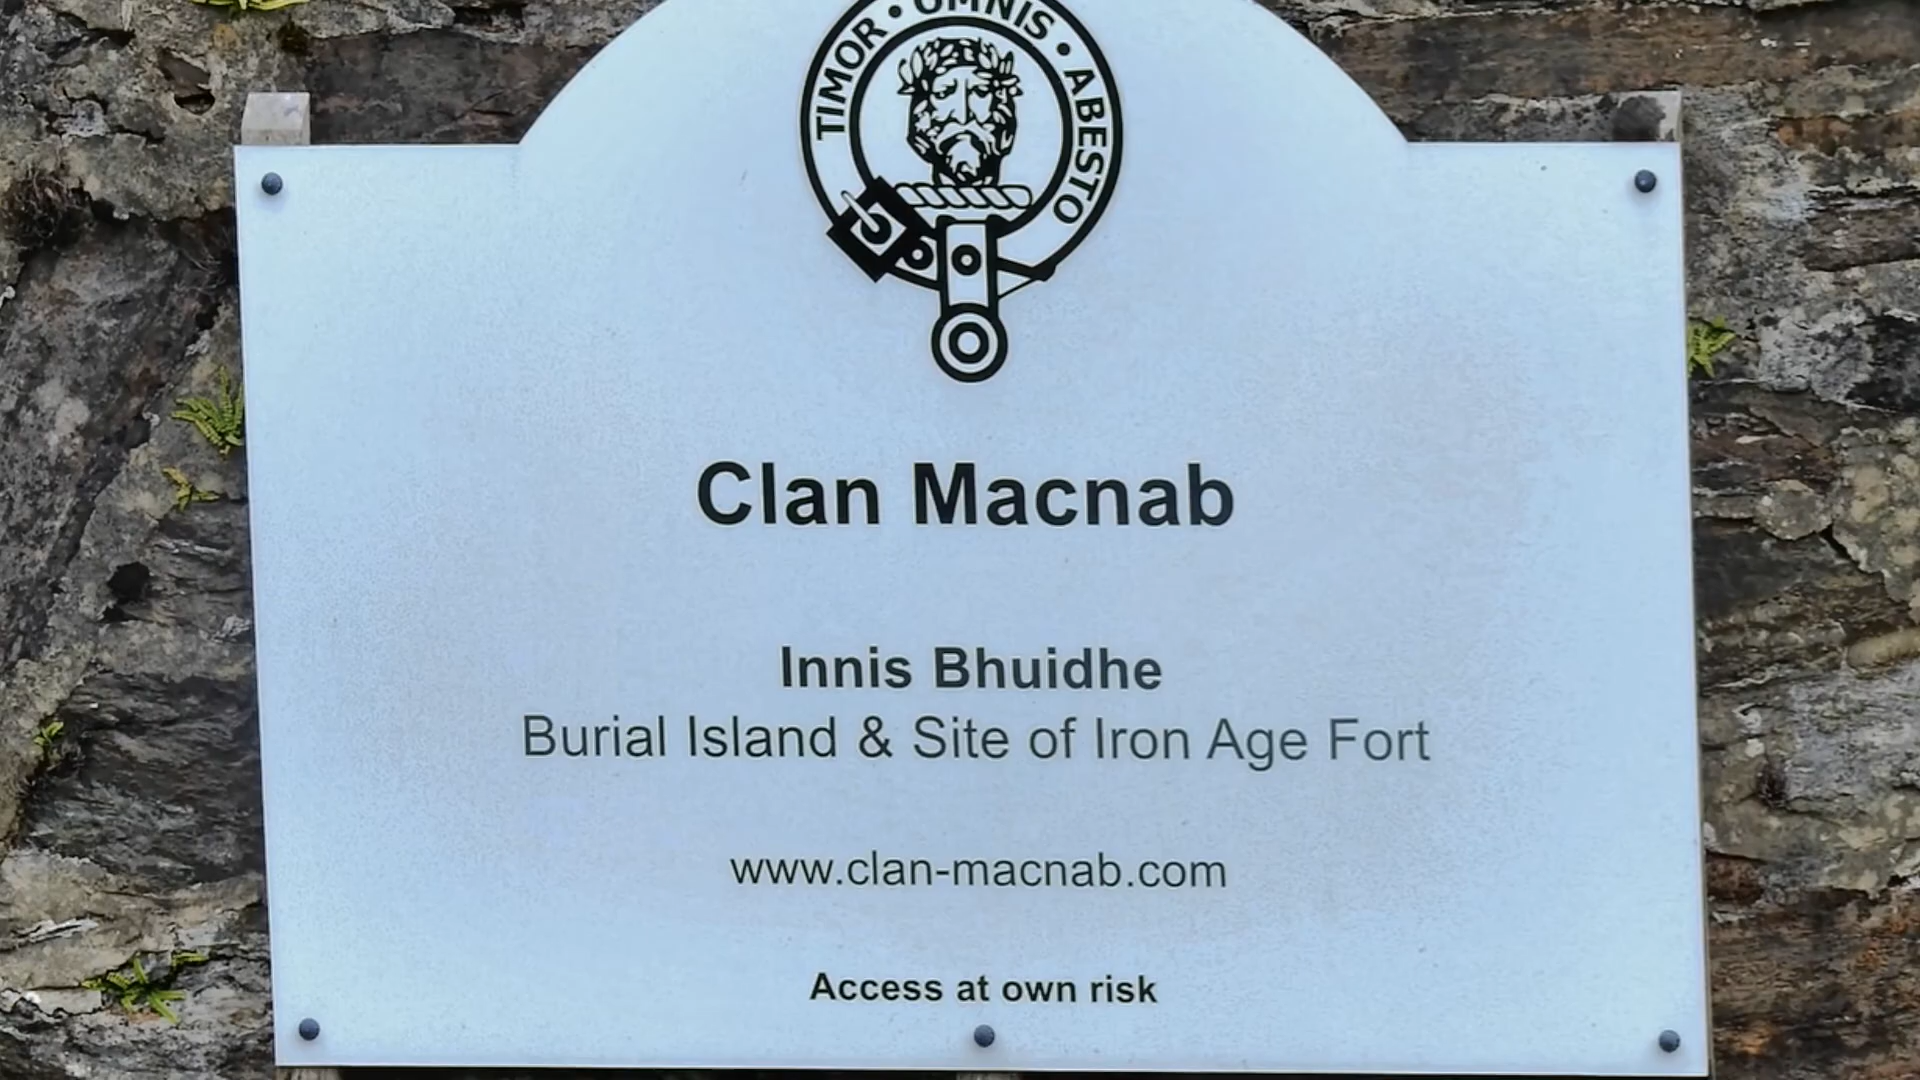 TIMOR • OMNIS • ABESTO
Clan Macnab
Innis Bhuidhe
Burial Island & Site of Iron Age Fort
www.clan-macnab.com
Access at own risk